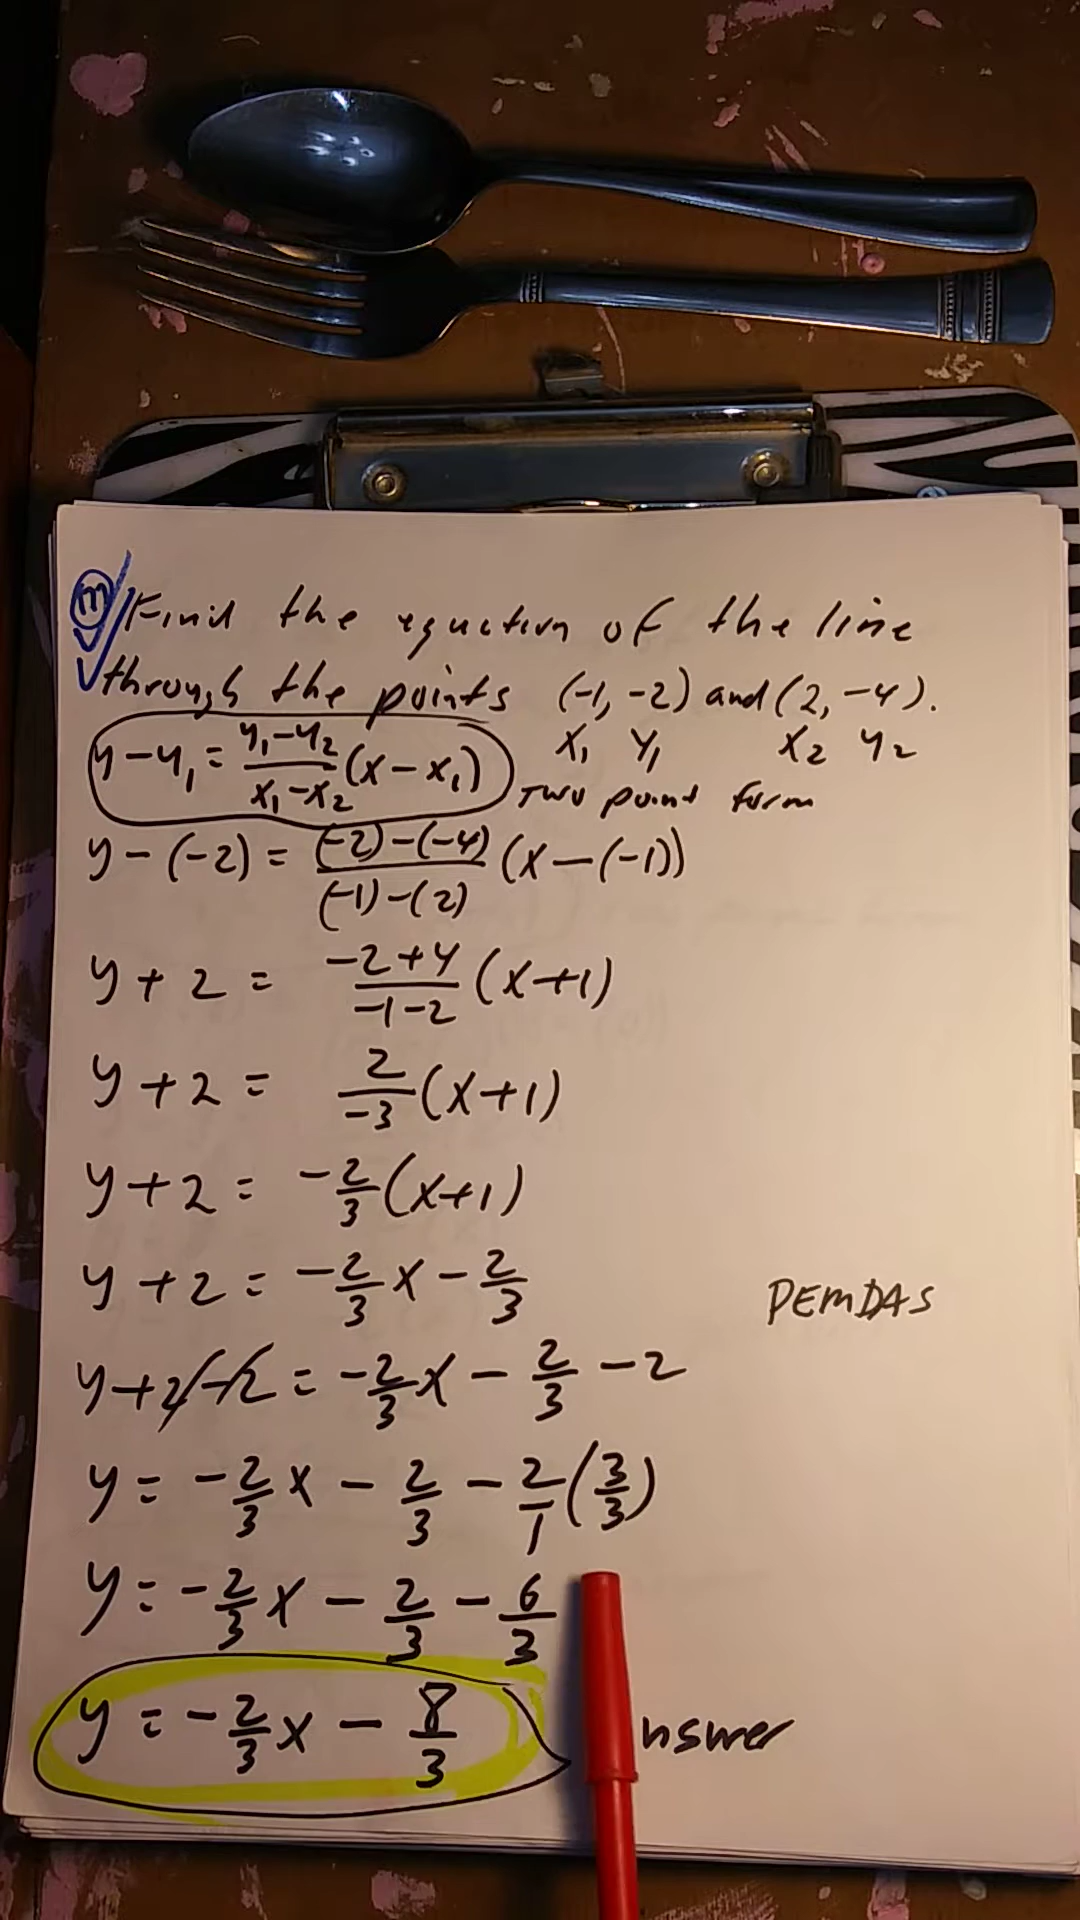 m Find the equation of the line
through the points (-1, -2) and (2, -4).
x₁ y₁ x₂ y₂
y - y₁ = (y₁ - y₂)/(x₁ - x₂) (x - x₁) Two point form
y - (-2) = ((-2) - (-4))/((-1) - (2)) (x - (-1))
y + 2 = (-2 + 4)/(-1 - 2) (x + 1)
y + 2 = 2/-3 (x + 1)
y + 2 = -2/3 (x + 1)
y + 2 = -2/3 x - 2/3 PEMDAS
y + 2 - 2 = -2/3 x - 2/3 - 2
y = -2/3 x - 2/3 - 2/1 (3/3)
y = -2/3 x - 2/3 - 6/3
y = -2/3 x - 8/3 nswer